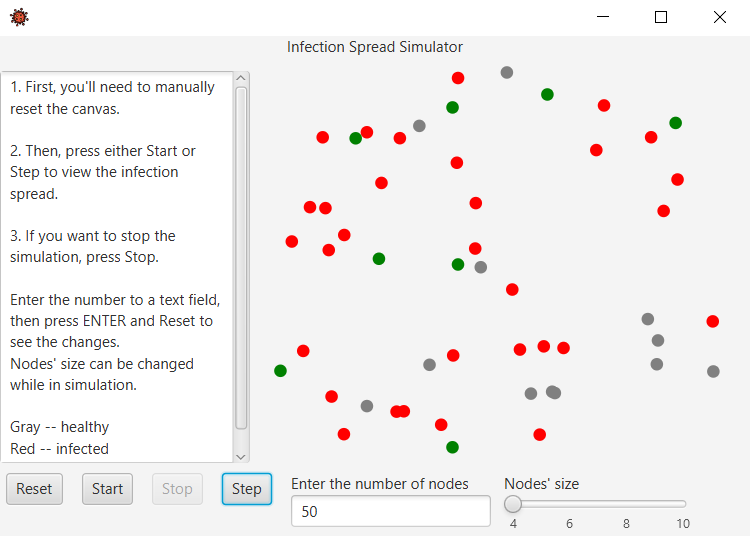 Infection Spread Simulator
1. First, you'll need to manually
reset the canvas.
2. Then, press either Start or
Step to view the infection
spread.
3. If you want to stop the
simulation, press Stop.
Enter the number to a text field,
then press ENTER and Reset to
see the changes.
Nodes' size can be changed
while in simulation.
Gray -- healthy
Red -- infected
Reset
Start
Stop
Step
Enter the number of nodes
50
Nodes' size
4 6 8 10